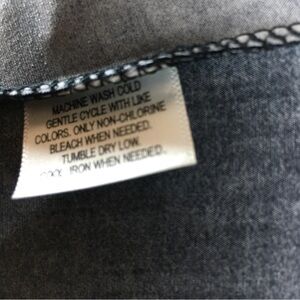 MACHINE WASH COLD
GENTLE CYCLE WITH LIKE
COLORS. ONLY NON-CHLORINE
BLEACH WHEN NEEDED.
TUMBLE DRY LOW.
IRON WHEN NEEDED.